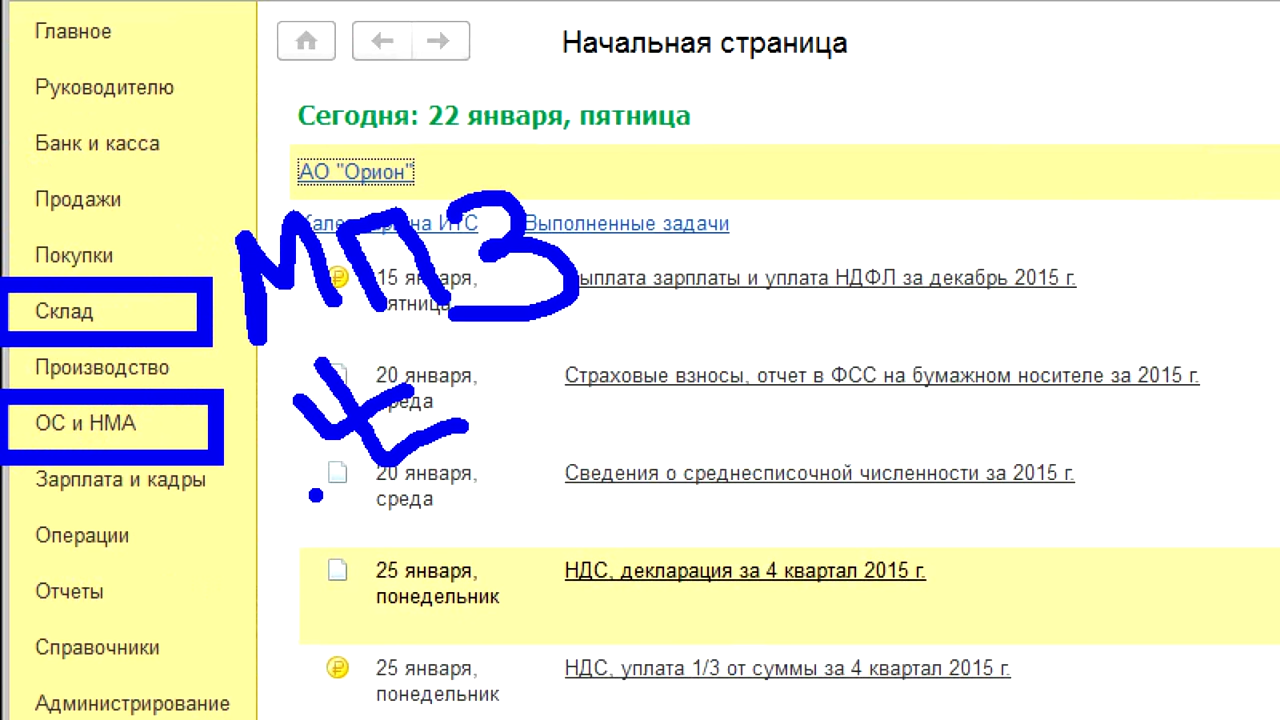 Главное
Руководителю
Банк и касса
Продажи
Покупки
Склад
Производство
ОС и НМА
Зарплата и кадры
Операции
Отчеты
Справочники
Администрирование
Начальная страница
Сегодня: 22 января, пятница
АО "Орион"
на ИТС Выполненные задачи
МПЗ
15 января, Выплата зарплаты и уплата НДФЛ за декабрь 2015 г.
пятница
20 января, Страховые взносы, отчет в ФСС на бумажном носителе за 2015 г.
среда
20 января, Сведения о среднесписочной численности за 2015 г.
среда
25 января, НДС, декларация за 4 квартал 2015 г.
понедельник
25 января, НДС, уплата 1/3 от суммы за 4 квартал 2015 г.
понедельник